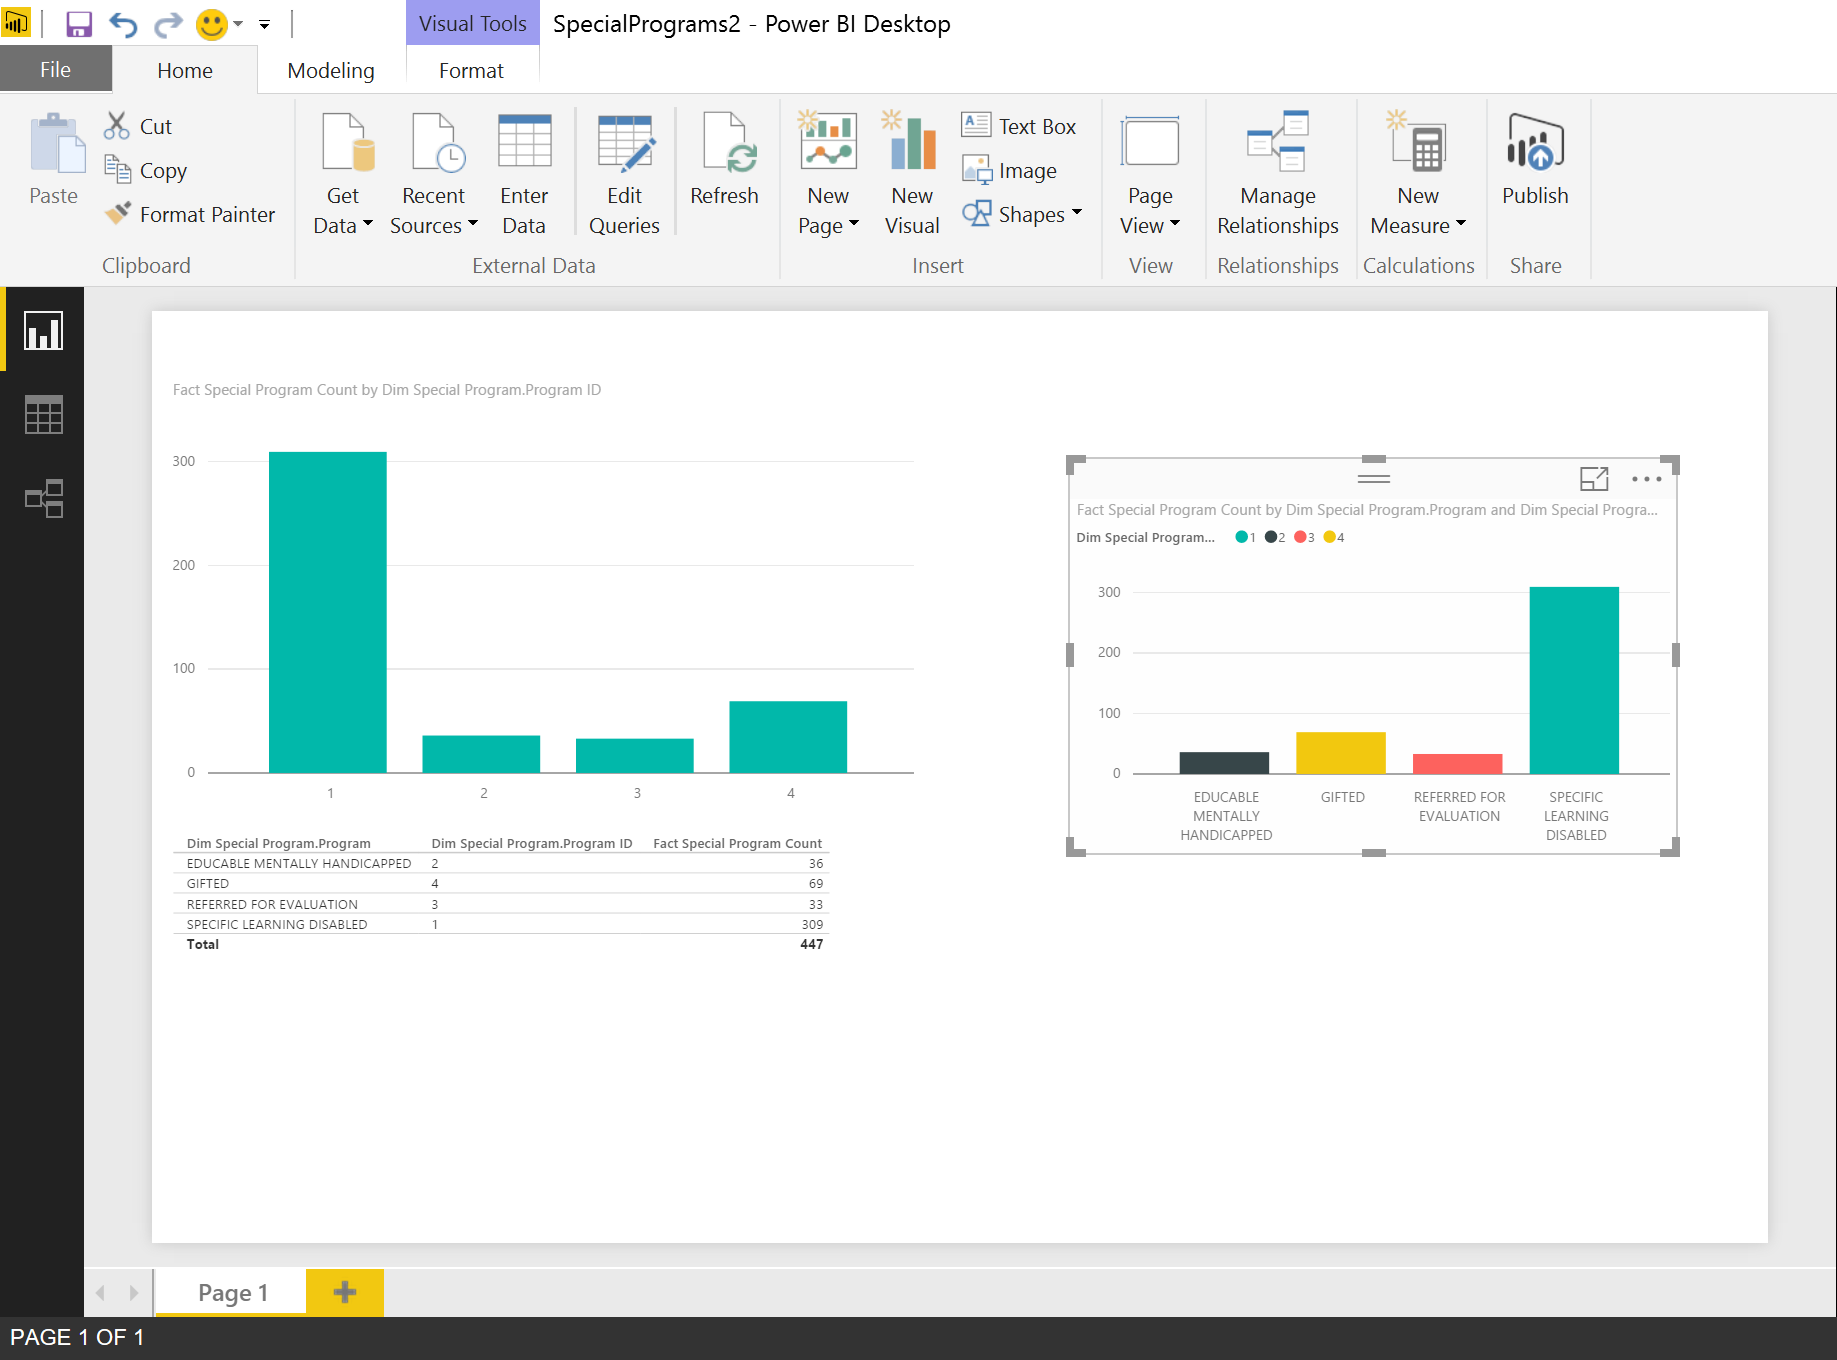 Visual Tools
SpecialPrograms2 - Power BI Desktop
File
Home
Modeling
Format
Paste
Cut
Copy
Format Painter
Clipboard
Get
Data
Recent
Sources
Enter
Data
Edit
Queries
Refresh
External Data
New
Page
New
Visual
Text Box
Image
Shapes
Insert
Page
View
View
Manage
Relationships
Relationships
New
Measure
Calculations
Publish
Share
Fact Special Program Count by Dim Special Program.Program ID
300
200
100
0
1 2 3 4
Dim Special Program.Program Dim Special Program.Program ID Fact Special Program Count
EDUCABLE MENTALLY HANDICAPPED 2 36
GIFTED 4 69
REFERRED FOR EVALUATION 3 33
SPECIFIC LEARNING DISABLED 1 309
Total 447
Fact Special Program Count by Dim Special Program.Program and Dim Special Progra...
Dim Special Program... 1 2 3 4
300
200
100
0
EDUCABLE
MENTALLY
HANDICAPPED
GIFTED
REFERRED FOR
EVALUATION
SPECIFIC
LEARNING
DISABLED
Page 1
PAGE 1 OF 1